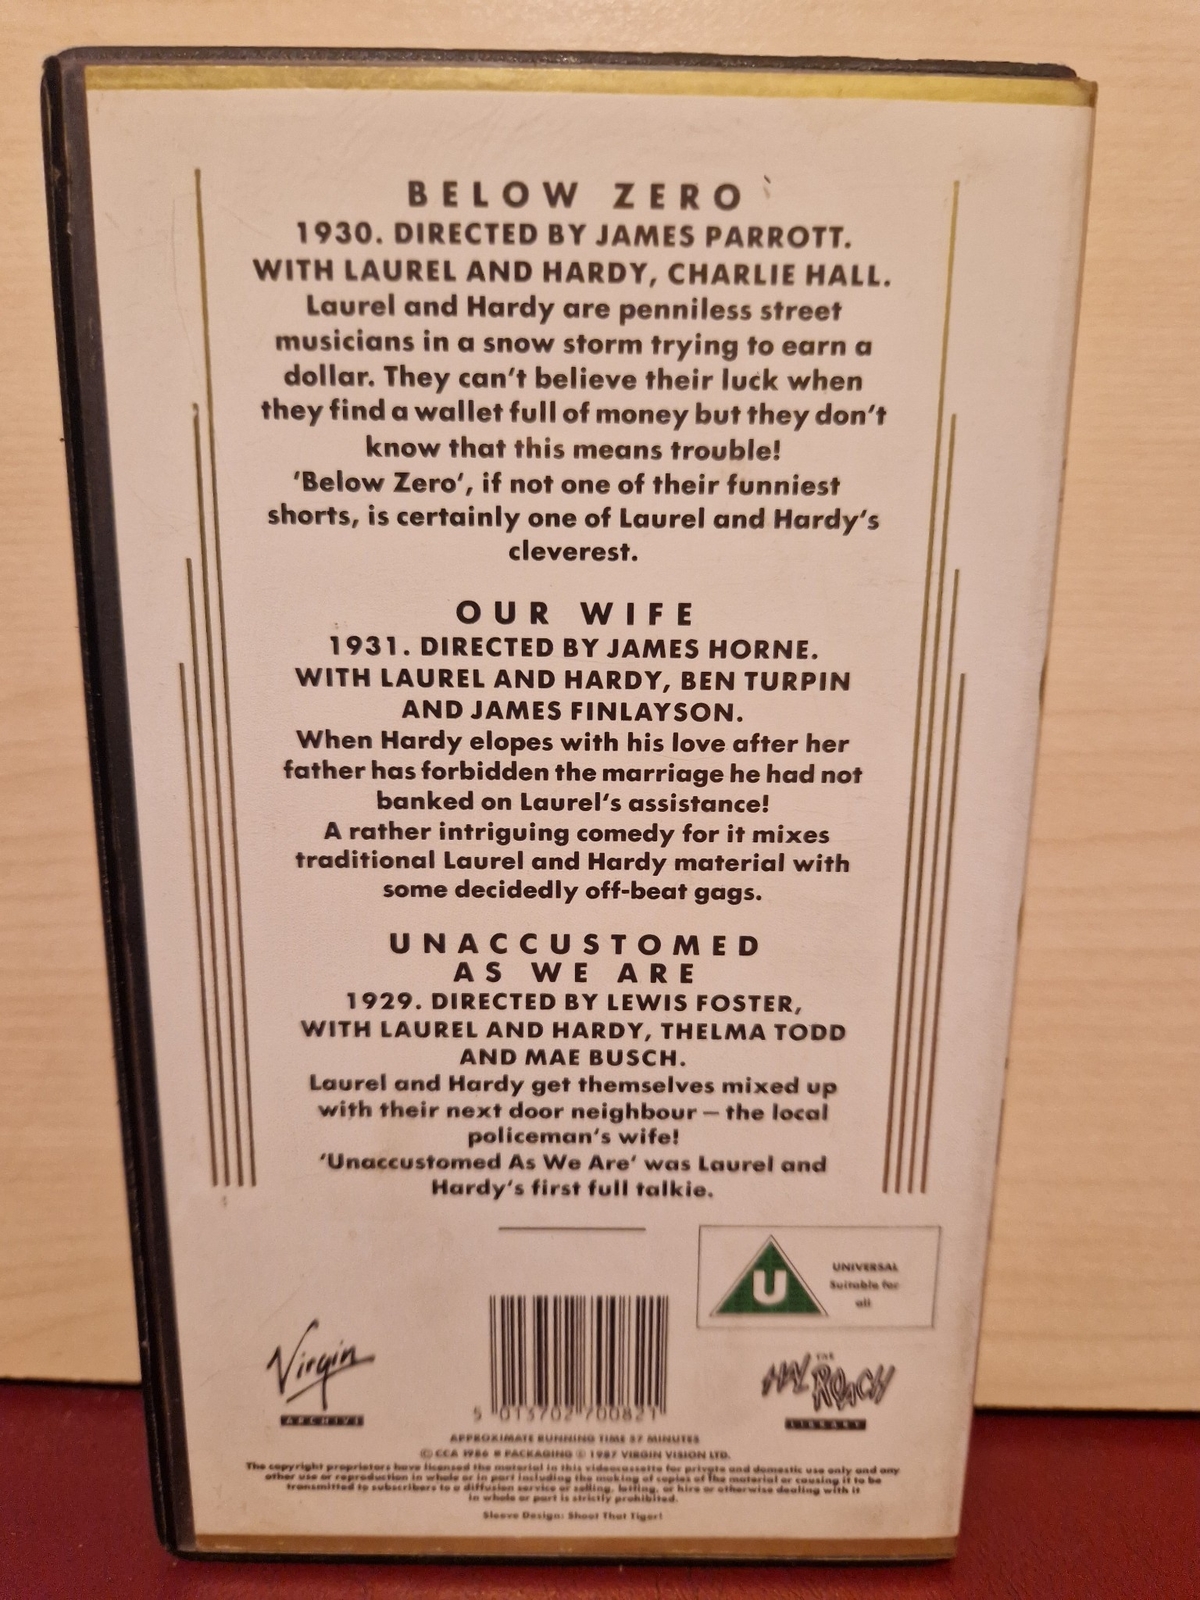 BELOW ZERO
1930. DIRECTED BY JAMES PARROTT.
WITH LAUREL AND HARDY, CHARLIE HALL.
Laurel and Hardy are penniless street
musicians in a snow storm trying to earn a
dollar. They can't believe their luck when
they find a wallet full of money but they don't
know that this means trouble!
'Below Zero', if not one of their funniest
shorts, is certainly one of Laurel and Hardy's
cleverest.
OUR WIFE
1931. DIRECTED BY JAMES HORNE.
WITH LAUREL AND HARDY, BEN TURPIN
AND JAMES FINLAYSON.
When Hardy elopes with his love after her
father has forbidden the marriage he had not
banked on Laurel's assistance!
A rather intriguing comedy for it mixes
traditional Laurel and Hardy material with
some decidedly off-beat gags.
UNACCUSTOMED
AS WE ARE
1929. DIRECTED BY LEWIS FOSTER,
WITH LAUREL AND HARDY, THELMA TODD
AND MAE BUSCH.
Laurel and Hardy get themselves mixed up
with their next door neighbour – the local
policeman's wife!
'Unaccustomed As We Are' was Laurel and
Hardy's first full talkie.
U
UNIVERSAL
Suitable for
all
Virgin
ARCHIVE
5 013702 700821
THE
HAL ROACH
LIBRARY
APPROXIMATE RUNNING TIME 57 MINUTES
© CCA 1986 PACKAGING © 1987 VIRGIN VISION LTD.
The copyright proprietors have licensed the material in this videocassette for private and domestic use only and any
other use or reproduction in whole or in part including the making of copies of the material or causing it to be
transmitted to subscribers to a diffusion service or selling, letting, or hire or otherwise dealing with it
in whole or part is strictly prohibited.
Sleeve Design: Shoot That Tiger!